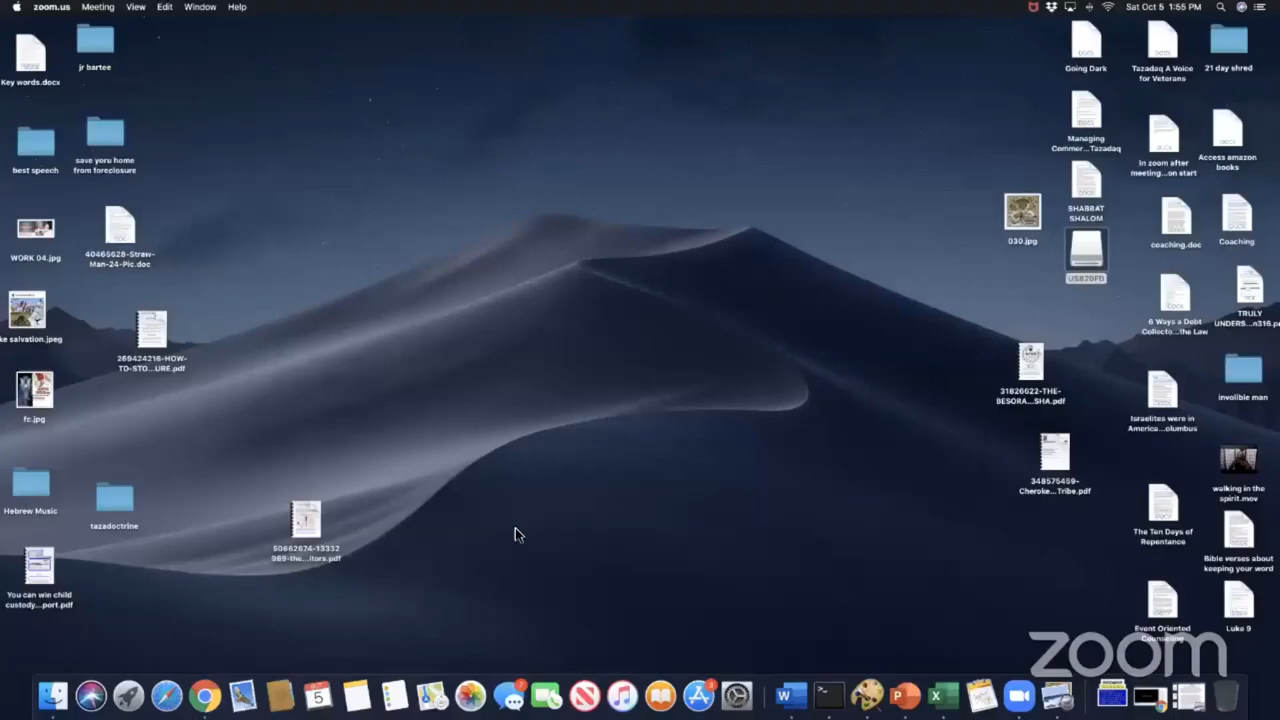 zoom.us Meeting View Edit Window Help
Sat Oct 5 1:55 PM
Key words.docx
jr bartee
best speech
save yoru home
from foreclosure
WORK 04.jpg
40465628-Straw-
Man-24-Pic.doc
ke salvation.jpeg
269424216-HOW-
TO-STO...URE.pdf
fc.jpg
Hebrew Music
tazadoctrine
50662674-13332
969-the...itors.pdf
You can win child
custody...port.pdf
Going Dark
Tazadaq A Voice
for Veterans
21 day shred
Managing
Commer...Tazadaq
In zoom after
meeting...on start
Access amazon
books
SHABBAT
SHALOM
030.jpg
coaching.doc
Coaching
USB20FD
6 Ways a Debt
Collecto...the Law
TRULY
UNDERS...n316.p
31826622-THE-
BESORA...SHA.pdf
involible man
Israelites were in
America...olumbus
348575459-
Cheroke...Tribe.pdf
walking in the
spirit.mov
The Ten Days of
Repentance
Bible verses about
keeping your word
Event Oriented
Counseling
Luke 9
zoom